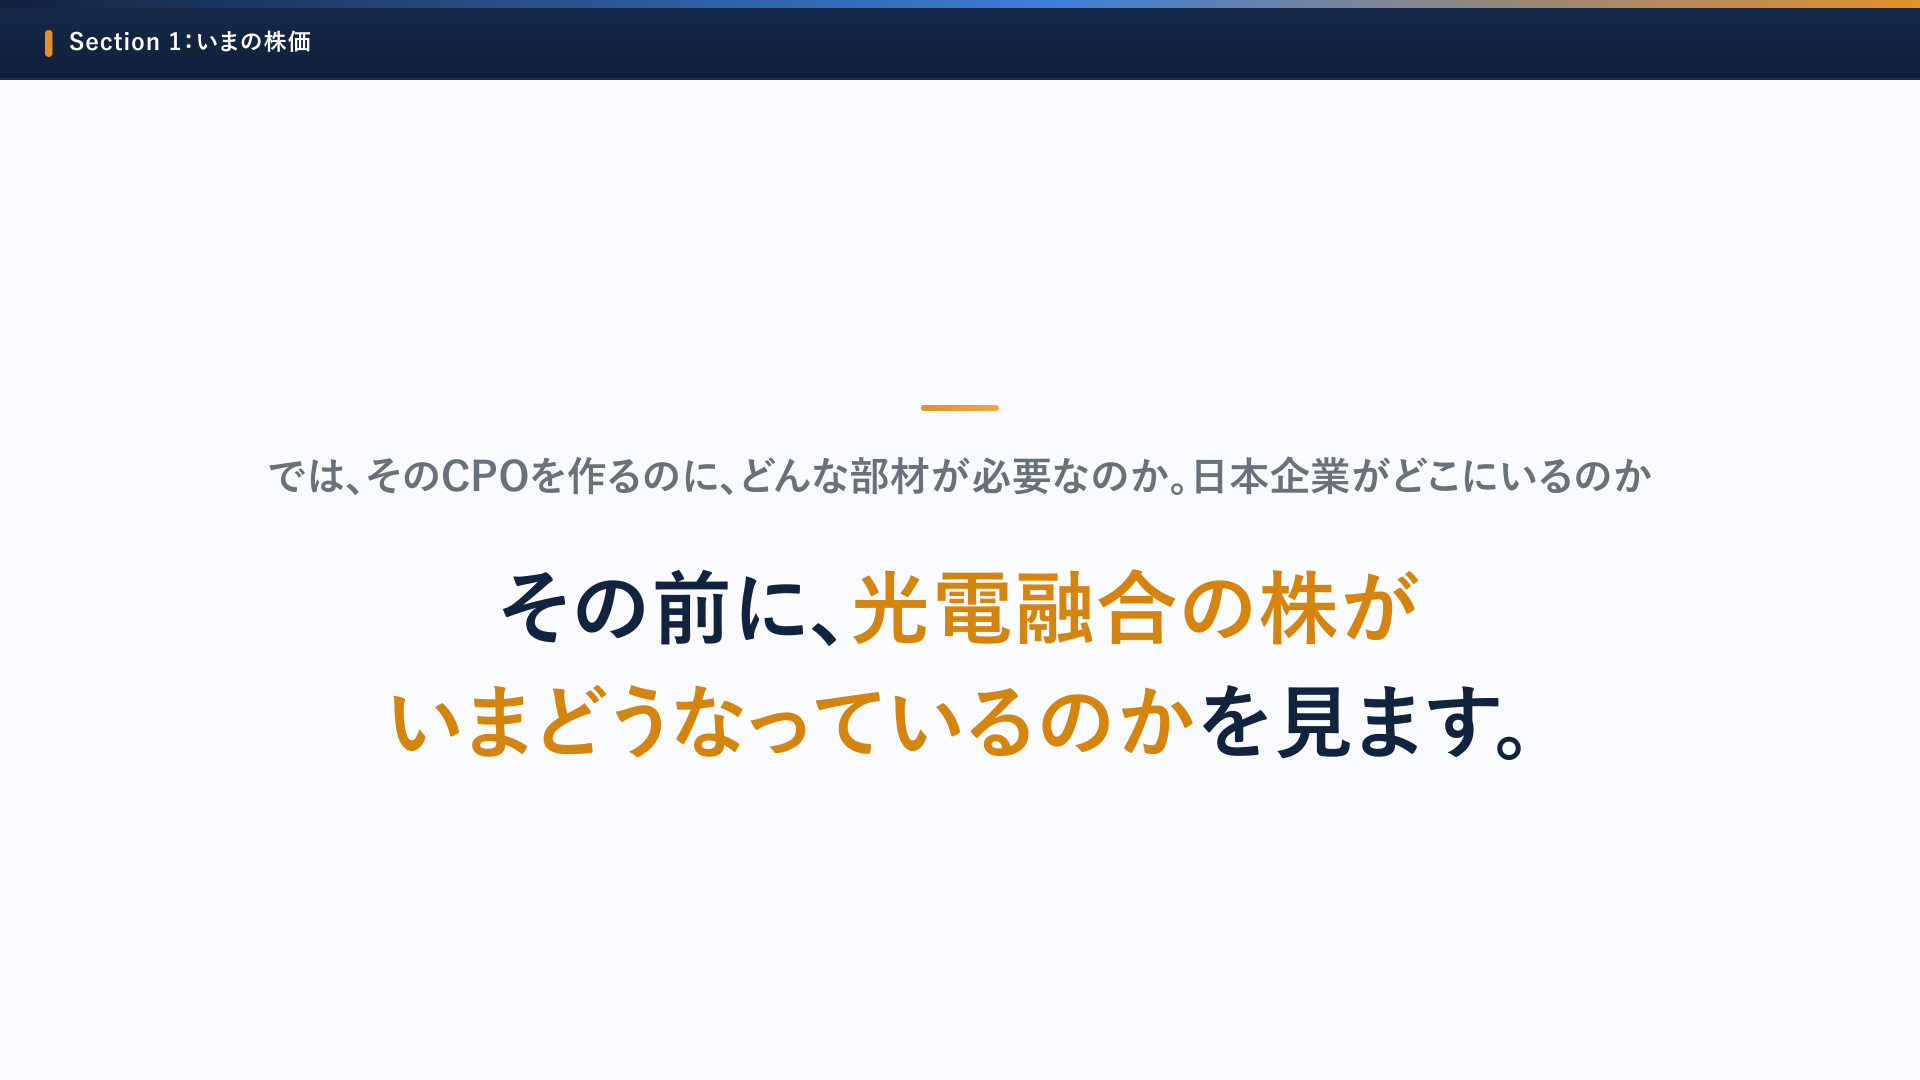 Section 1：いまの株価
では、そのCPOを作るのに、どんな部材が必要なのか。日本企業がどこにいるのか
その前に、光電融合の株が
いまどうなっているのかを見ます。